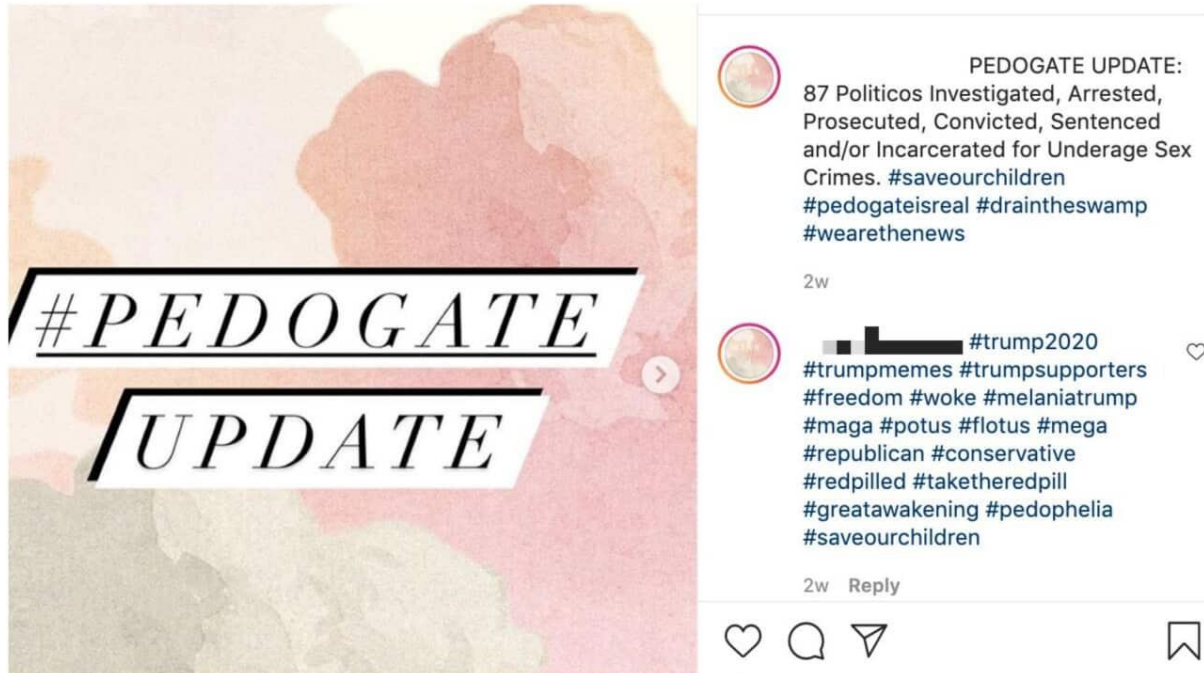 #PEDOGATE
UPDATE
PEDOGATE UPDATE:
87 Politicos Investigated, Arrested,
Prosecuted, Convicted, Sentenced
and/or Incarcerated for Underage Sex
Crimes. #saveourchildren
#pedogateisreal #draintheswamp
#wearethenews
2w
#trump2020
#trumpmemes #trumpsupporters
#freedom #woke #melaniatrump
#maga #potus #flotus #mega
#republican #conservative
#redpilled #taketheredpill
#greatawakening #pedophelia
#saveourchildren
2w Reply